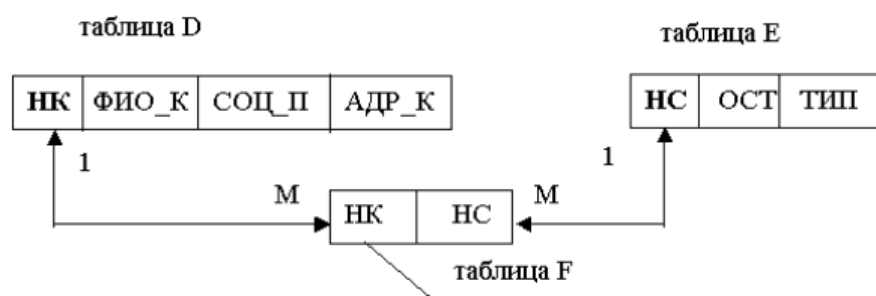 таблица D
таблица E
НК ФИО_К СОЦ_П АДР_К
НС ОСТ ТИП
1
1
М
М
НК НС
таблица F